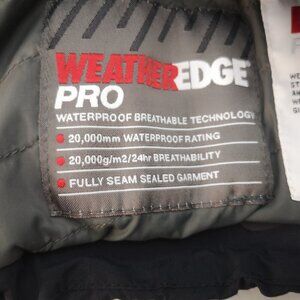 WEATHEREDGE
PRO
WATERPROOF BREATHABLE TECHNOLOGY
20,000mm WATERPROOF RATING
20,000g/m2/24hr BREATHABILITY
FULLY SEAM SEALED GARMENT